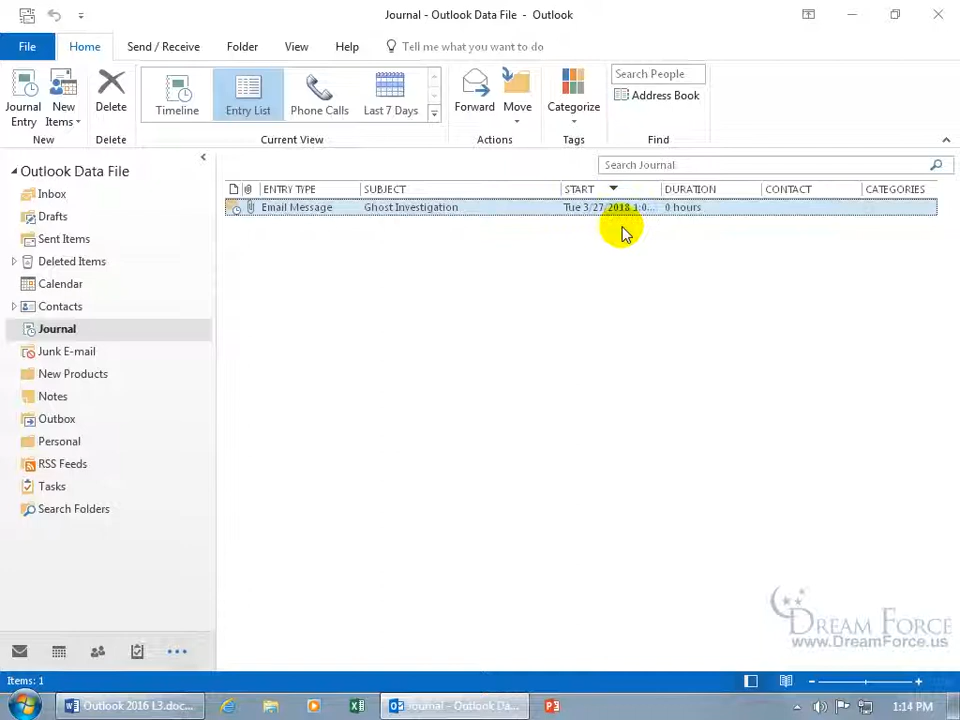 Journal - Outlook Data File - Outlook
File Home Send / Receive Folder View Help Tell me what you want to do
Journal Entry
New Items
Delete
Timeline
Entry List
Phone Calls
Last 7 Days
Forward
Move
Categorize
Search People
Address Book
New Delete Current View Actions Tags Find
Outlook Data File
Search Journal
Inbox
Drafts
Sent Items
Deleted Items
Calendar
Contacts
Journal
Junk E-mail
New Products
Notes
Outbox
Personal
RSS Feeds
Tasks
Search Folders
ENTRY TYPE SUBJECT START DURATION CONTACT CATEGORIES
Email Message Ghost Investigation Tue 3/27/2018 1:0... 0 hours
DREAM FORCE
www.DreamForce.us
Items: 1
Outlook 2016 L3.doc...
Journal - Outlook Da...
1:14 PM